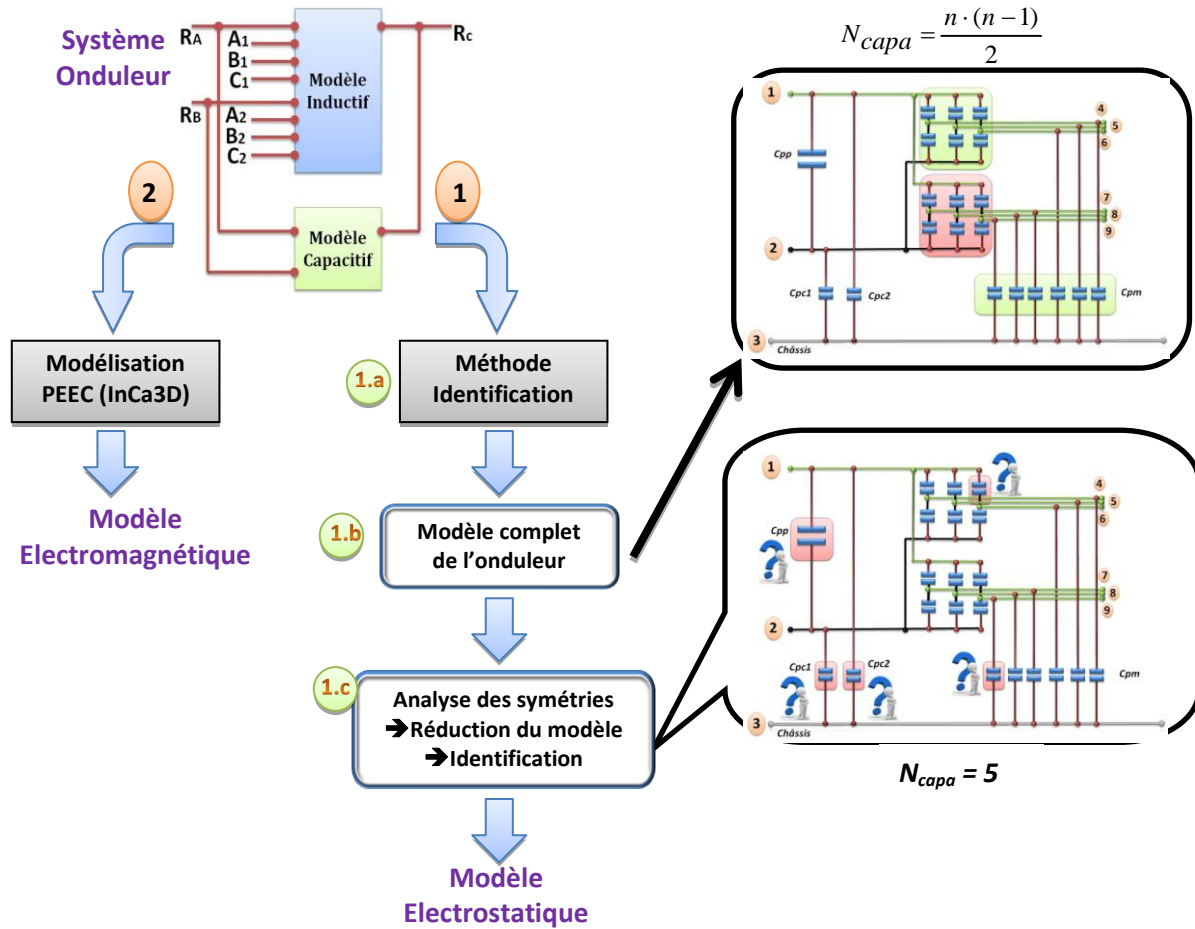 Système
Onduleur
RA
A1
B1
C1
RB
A2
B2
C2
Rc
Modèle
Inductif
Modèle
Capacitif
2
1
Modélisation
PEEC (InCa3D)
Modèle
Electromagnétique
1.a
Méthode
Identification
1.b
Modèle complet
de l'onduleur
1.c
Analyse des symétries
➔Réduction du modèle
➔Identification
Modèle
Electrostatique
N_capa = n · (n − 1) / 2
1
4
5
6
Cpp
7
8
9
2
Cpc1
Cpc2
Cpm
3
Châssis
1
?
4
5
6
Cpp
?
7
8
9
2
Cpc1
Cpc2
?
Cpm
?
?
3
Châssis
N_capa = 5